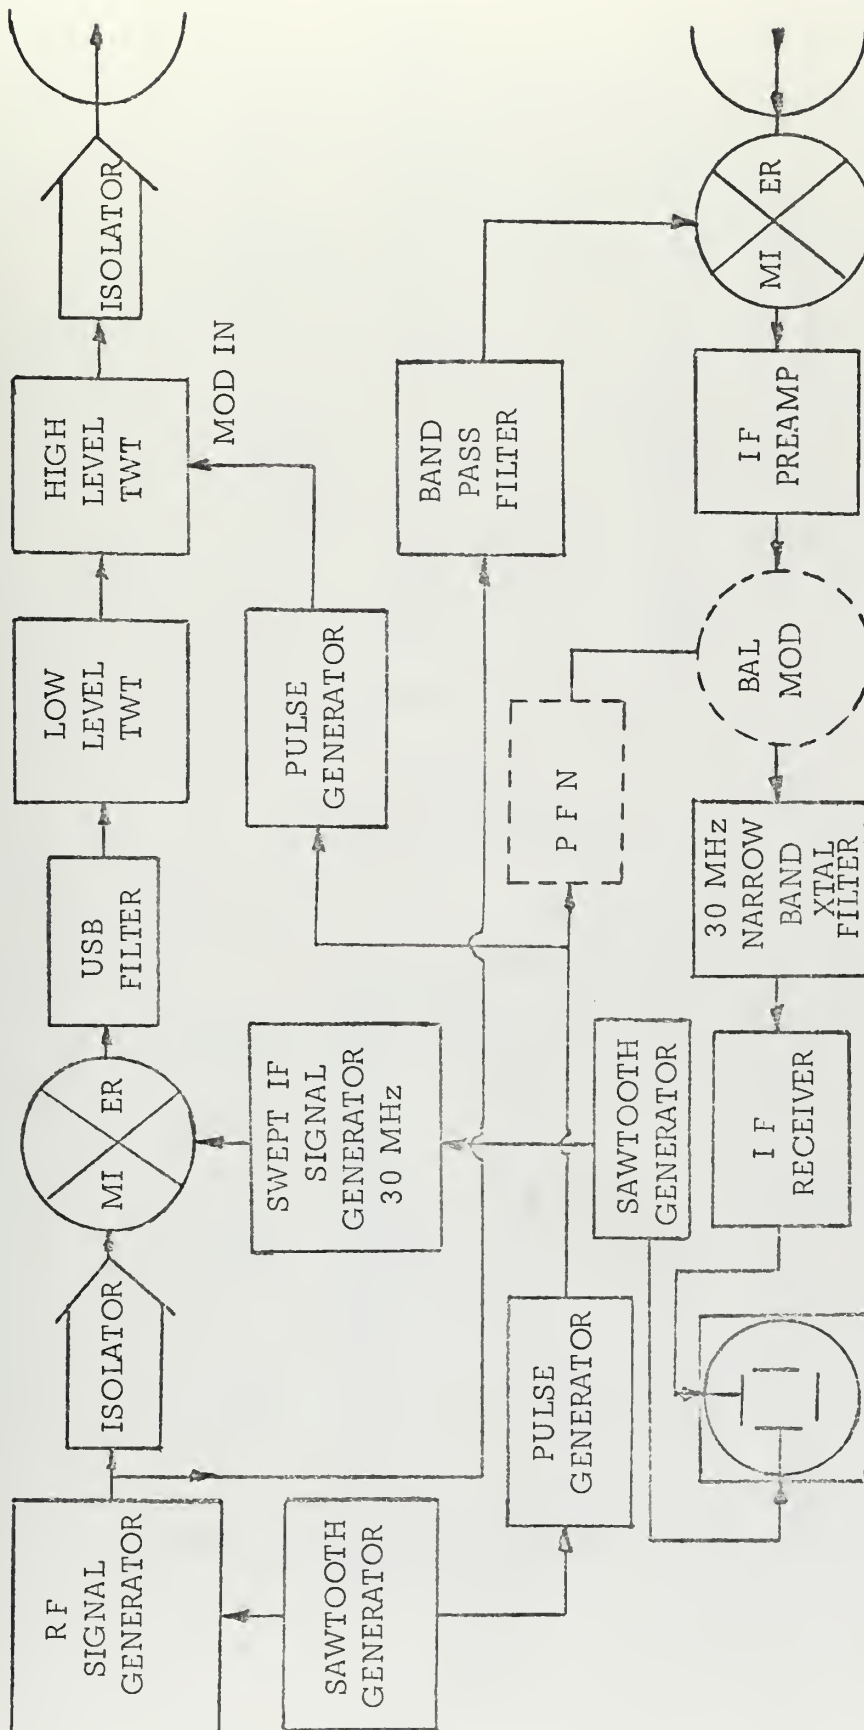 RF
SIGNAL
GENERATOR
ISOLATOR
MI ER
USB
FILTER
LOW
LEVEL
TWT
HIGH
LEVEL
TWT
ISOLATOR
MOD IN
SAWTOOTH
GENERATOR
SWEPT IF
SIGNAL
GENERATOR
30 MHz
PULSE
GENERATOR
BAND
PASS
FILTER
PULSE
GENERATOR
SAWTOOTH
GENERATOR
P F N
I F
RECEIVER
30 MHz
NARROW
BAND
XTAL
FILTER
BAL
MOD
I F
PREAMP
MI ER